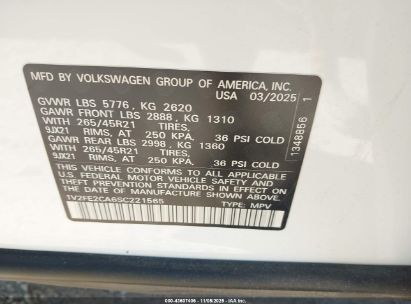 MFD BY VOLKSWAGEN GROUP OF AMERICA, INC.
USA 03/2025
GVWR LBS 5776 , KG 2620
GAWR FRONT LBS 2888 , KG 1310
WITH 265/45R21 TIRES,
9JX21 RIMS, AT 250 KPA, 36 PSI COLD
GAWR REAR LBS 2998 , KG 1360
WITH 265/45R21 TIRES,
9JX21 RIMS, AT 250 KPA, 36 PSI COLD
THIS VEHICLE CONFORMS TO ALL APPLICABLE
U.S. FEDERAL MOTOR VEHICLE SAFETY AND
THEFT PREVENTION STANDARDS IN EFFECT ON
THE DATE OF MANUFACTURE SHOWN ABOVE
1V2FE2CA6SC221565
TYPE: MPV
1348856 1